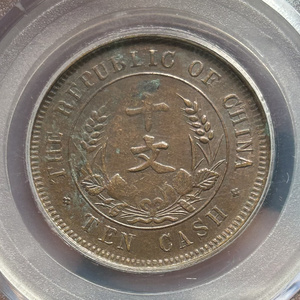 THE REPUBLIC OF CHINA
十文
TEN CASH